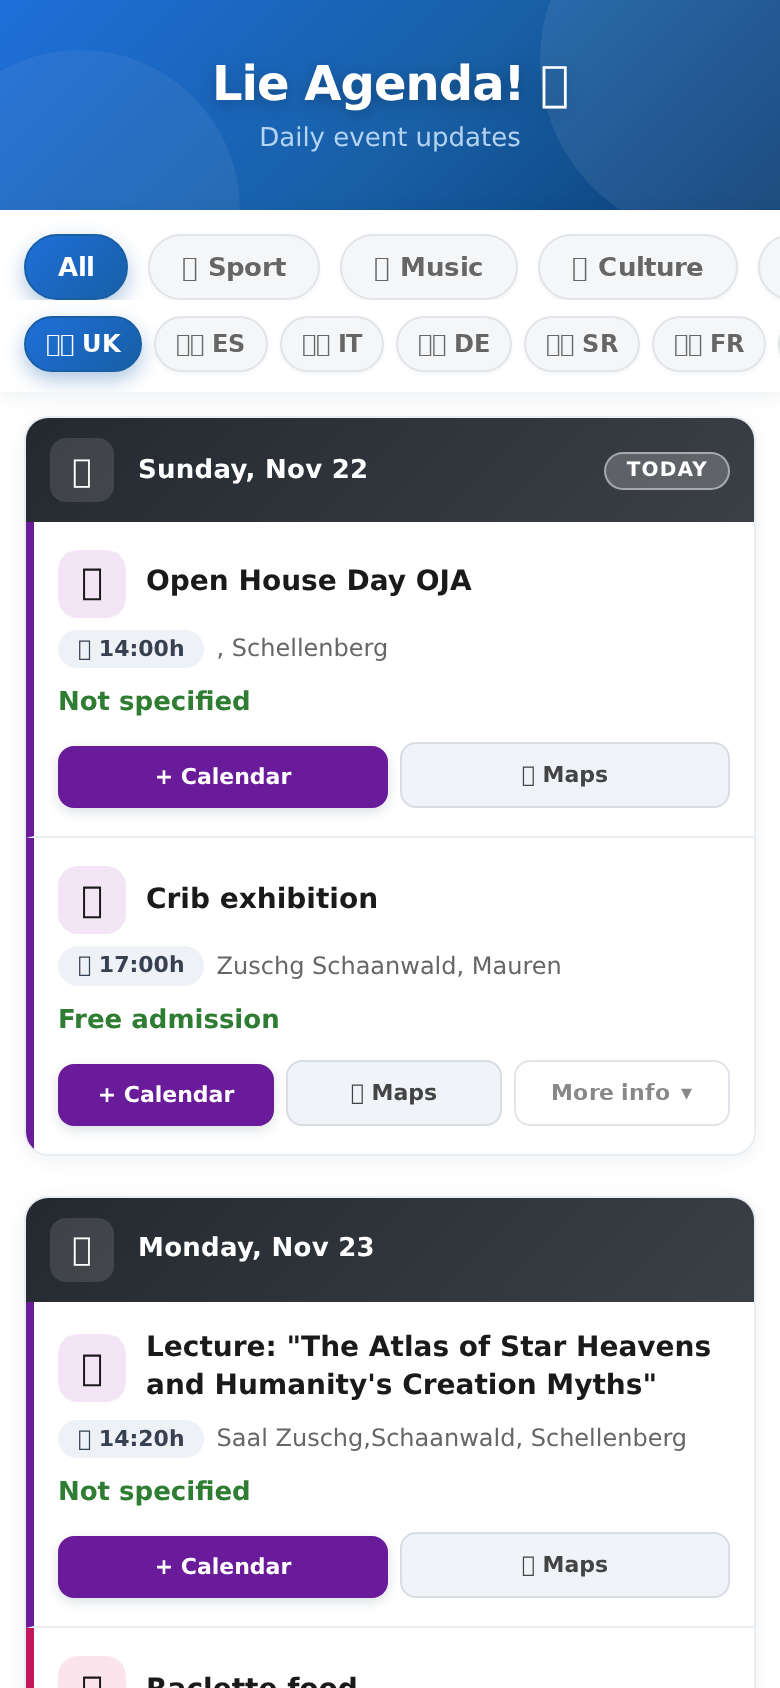 Lie Agenda!
Daily event updates
All
Sport
Music
Culture
UK
ES
IT
DE
SR
FR
Sunday, Nov 22
TODAY
Open House Day OJA
14:00h
, Schellenberg
Not specified
+ Calendar
Maps
Crib exhibition
17:00h
Zuschg Schaanwald, Mauren
Free admission
+ Calendar
Maps
More info ▼
Monday, Nov 23
Lecture: "The Atlas of Star Heavens
and Humanity's Creation Myths"
14:20h
Saal Zuschg,Schaanwald, Schellenberg
Not specified
+ Calendar
Maps
Raclette food